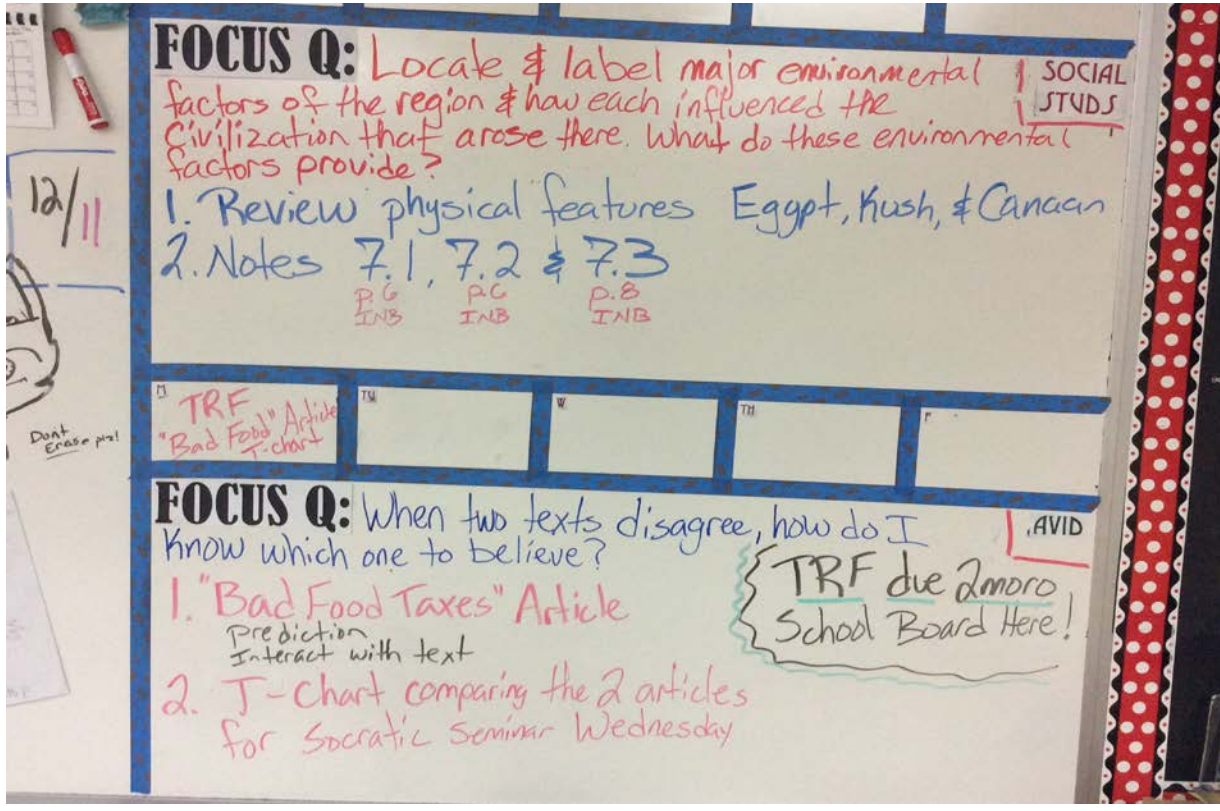 FOCUS Q: Locate & label major environmental
factors of the region & how each influenced the
Civilization that arose there. What do these environmental
factors provide?
SOCIAL
STUDS
1. Review physical features Egypt, Kush, & Canaan
2. Notes 7.1, 7.2 & 7.3
p.6 p.6 p.8
INB INB INB
12/11
Dont
Erase plz!
M
TRF
"Bad Food" Article
T-chart
TU
W
TH
F
FOCUS Q: When two texts disagree, how do I
know which one to believe?
AVID
1. "Bad Food Taxes" Article
prediction
Interact with text
2. T-Chart comparing the 2 articles
for Socratic Seminar Wednesday
TRF due 2moro
School Board Here!